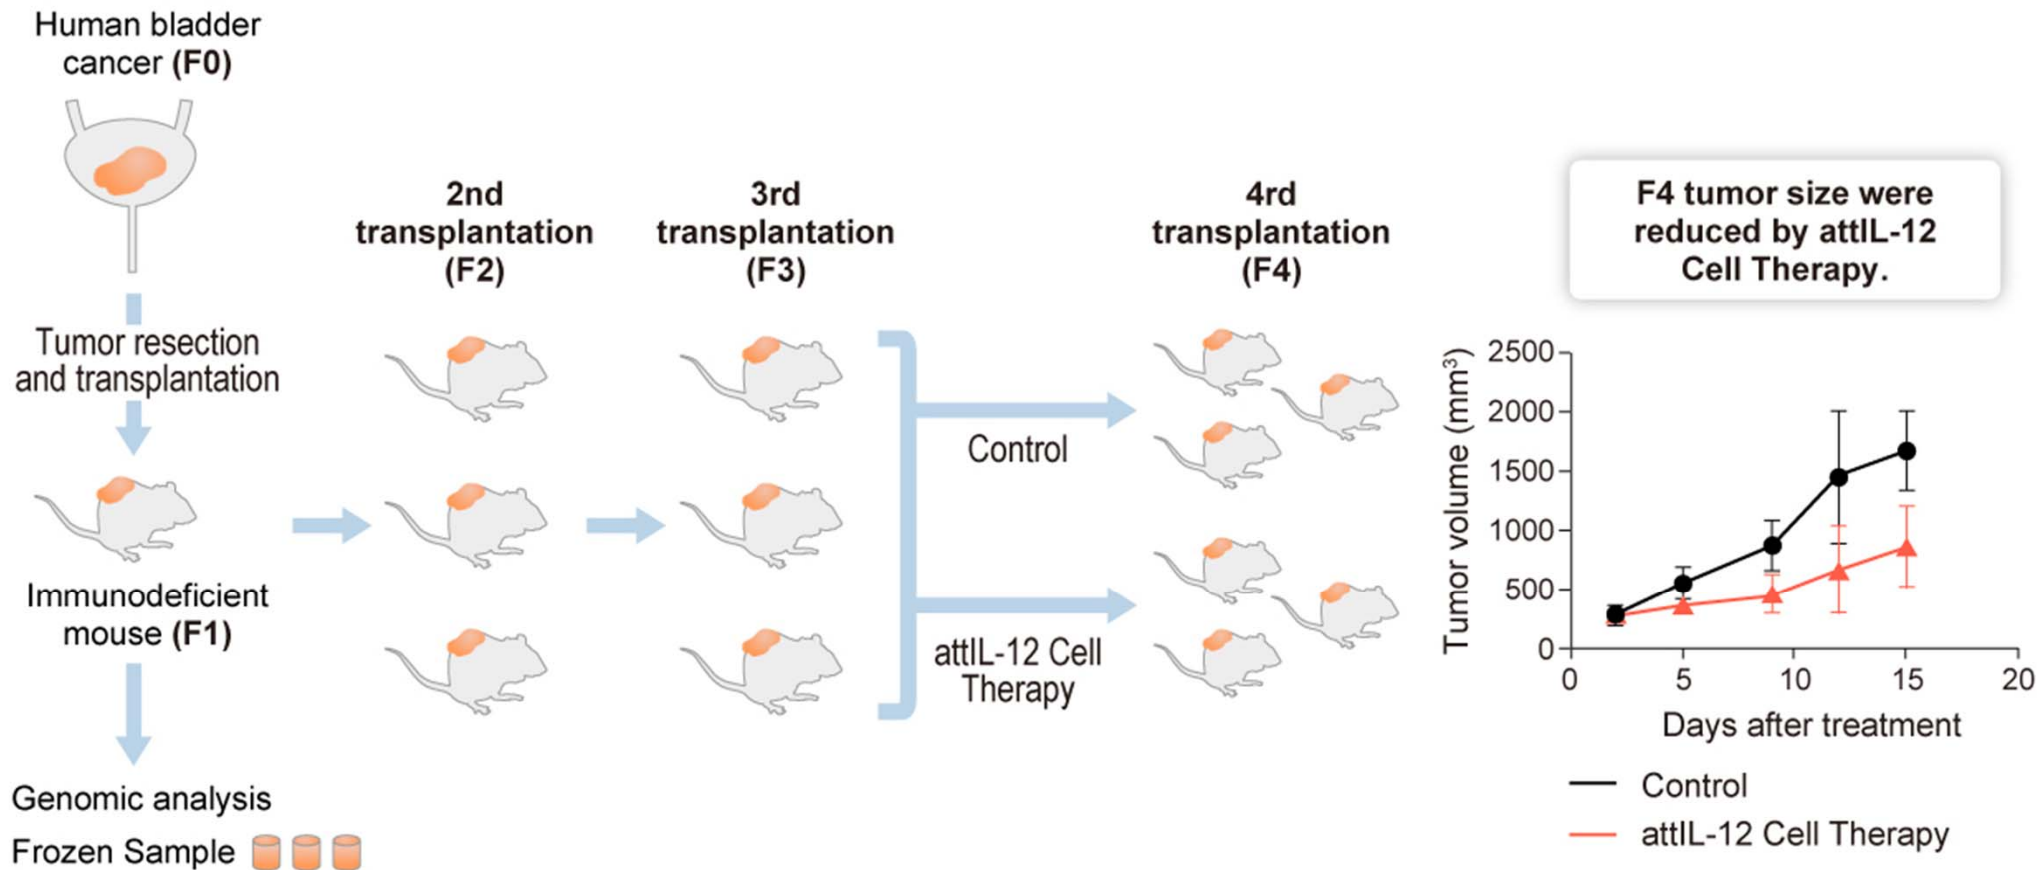 Human bladder
cancer (F0)
Tumor resection
and transplantation
Immunodeficient
mouse (F1)
Genomic analysis
Frozen Sample
2nd
transplantation
(F2)
3rd
transplantation
(F3)
Control
attIL-12 Cell
Therapy
4rd
transplantation
(F4)
F4 tumor size were
reduced by attIL-12
Cell Therapy.
Tumor volume (mm³)
2500
2000
1500
1000
500
0
0 5 10 15 20
Days after treatment
Control
attIL-12 Cell Therapy